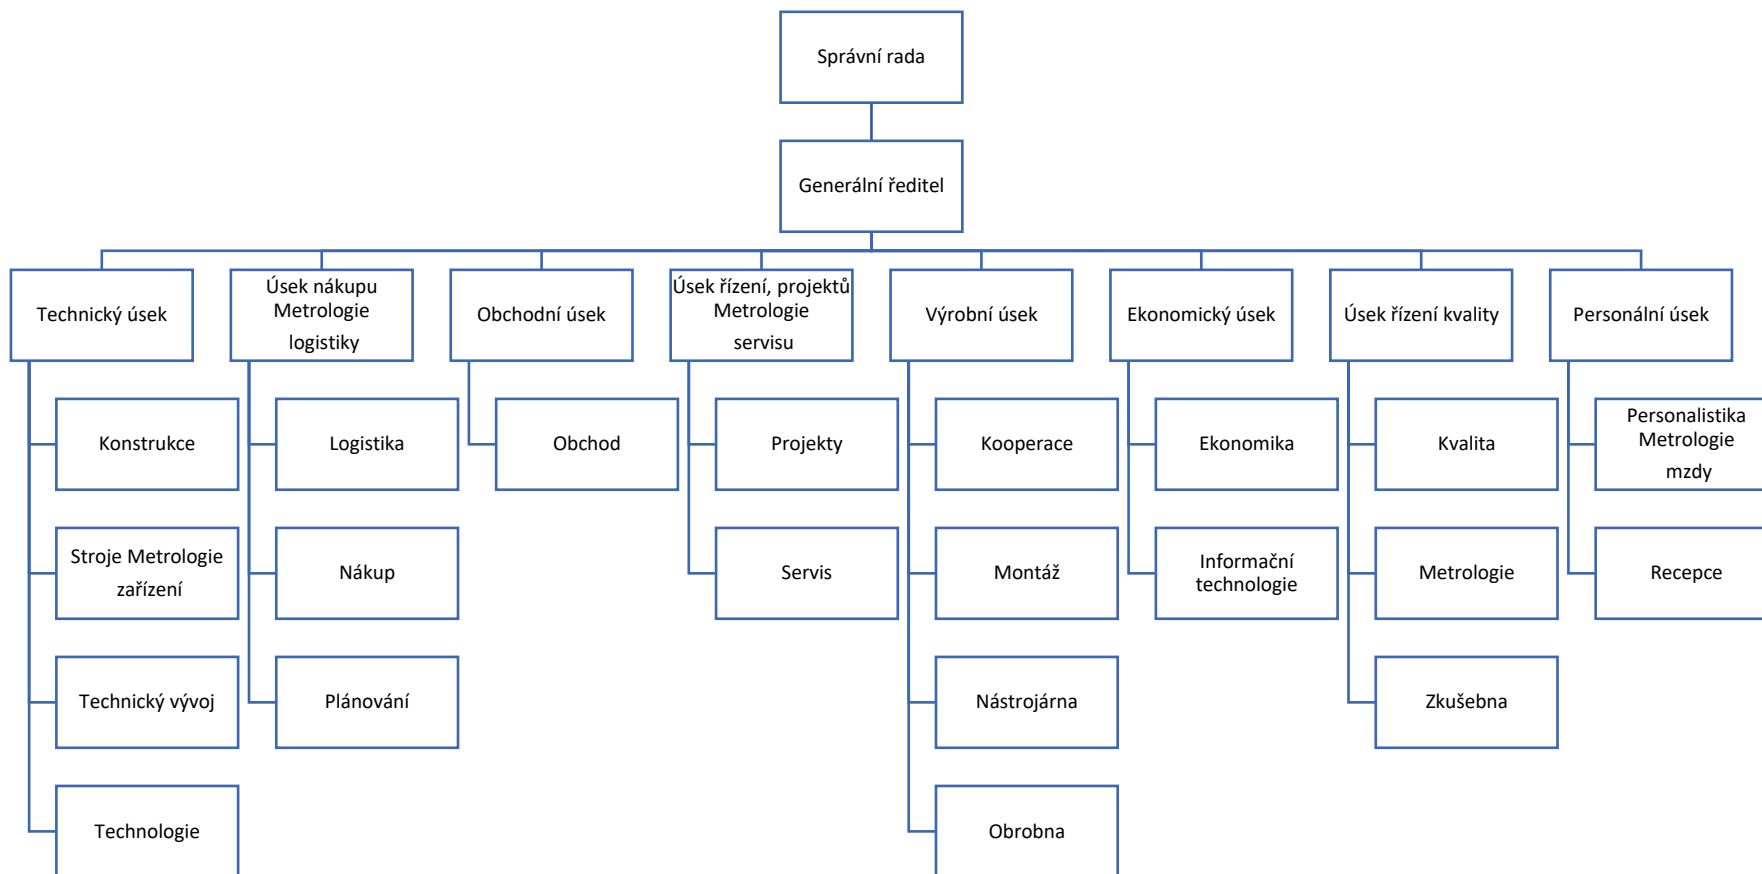 Správní rada
Generální ředitel
Technický úsek
Úsek nákupu
Metrologie
logistiky
Obchodní úsek
Úsek řízení, projektů
Metrologie
servisu
Výrobní úsek
Ekonomický úsek
Úsek řízení kvality
Personální úsek
Konstrukce
Logistika
Obchod
Projekty
Kooperace
Ekonomika
Kvalita
Personalistika
Metrologie
mzdy
Stroje Metrologie
zařízení
Nákup
Servis
Montáž
Informační
technologie
Metrologie
Recepce
Technický vývoj
Plánování
Nástrojárna
Zkušebna
Technologie
Obrobna